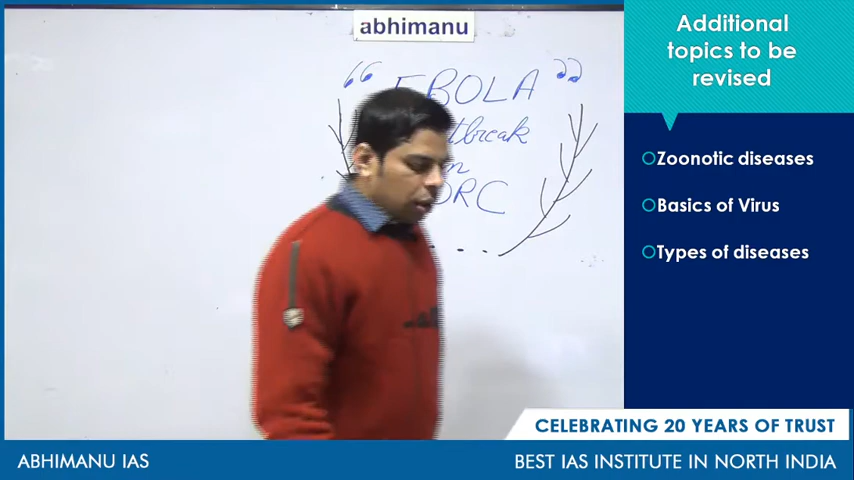 abhimanu
“ EBOLA ”
DRC
Additional
topics to be
revised
Zoonotic diseases
Basics of Virus
Types of diseases
CELEBRATING 20 YEARS OF TRUST
ABHIMANU IAS
BEST IAS INSTITUTE IN NORTH INDIA